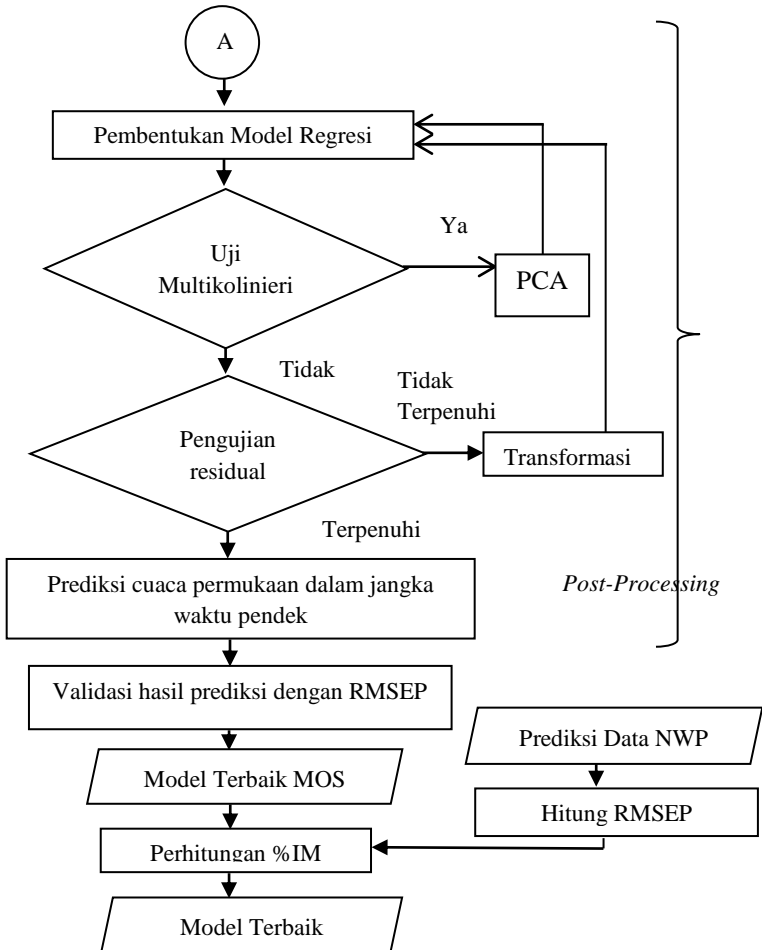 A
Pembentukan Model Regresi
Ya
Uji
Multikolinieri
PCA
Tidak
Tidak
Terpenuhi
Pengujian
residual
Transformasi
Terpenuhi
Prediksi cuaca permukaan dalam jangka
waktu pendek
Post-Processing
Validasi hasil prediksi dengan RMSEP
Prediksi Data NWP
Model Terbaik MOS
Hitung RMSEP
Perhitungan %IM
Model Terbaik